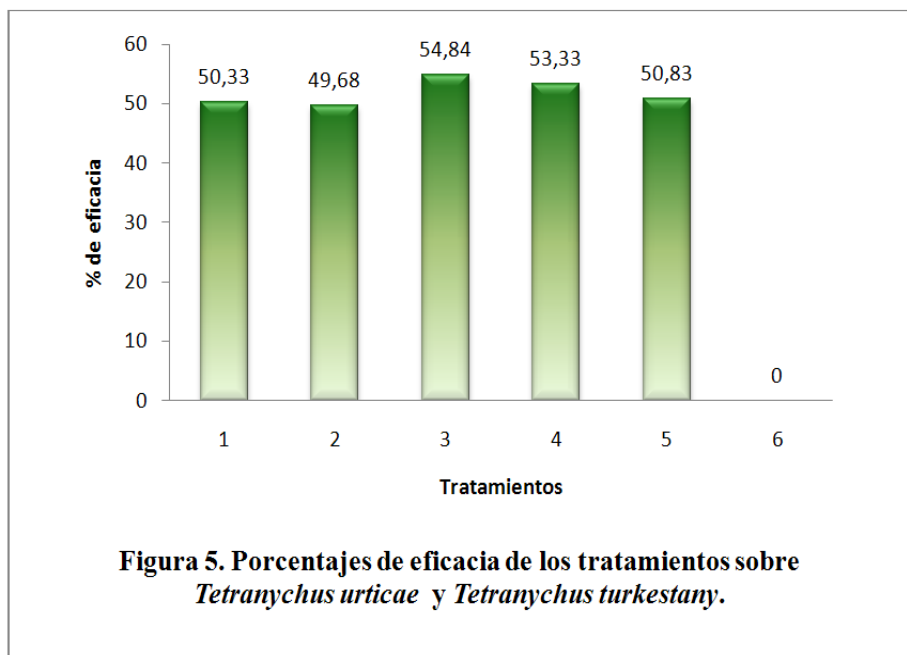 60
50
40
30
20
10
0
% de eficacia
50,33
49,68
54,84
53,33
50,83
0
1 2 3 4 5 6
Tratamientos
Figura 5. Porcentajes de eficacia de los tratamientos sobre
Tetranychus urticae y Tetranychus turkestany.